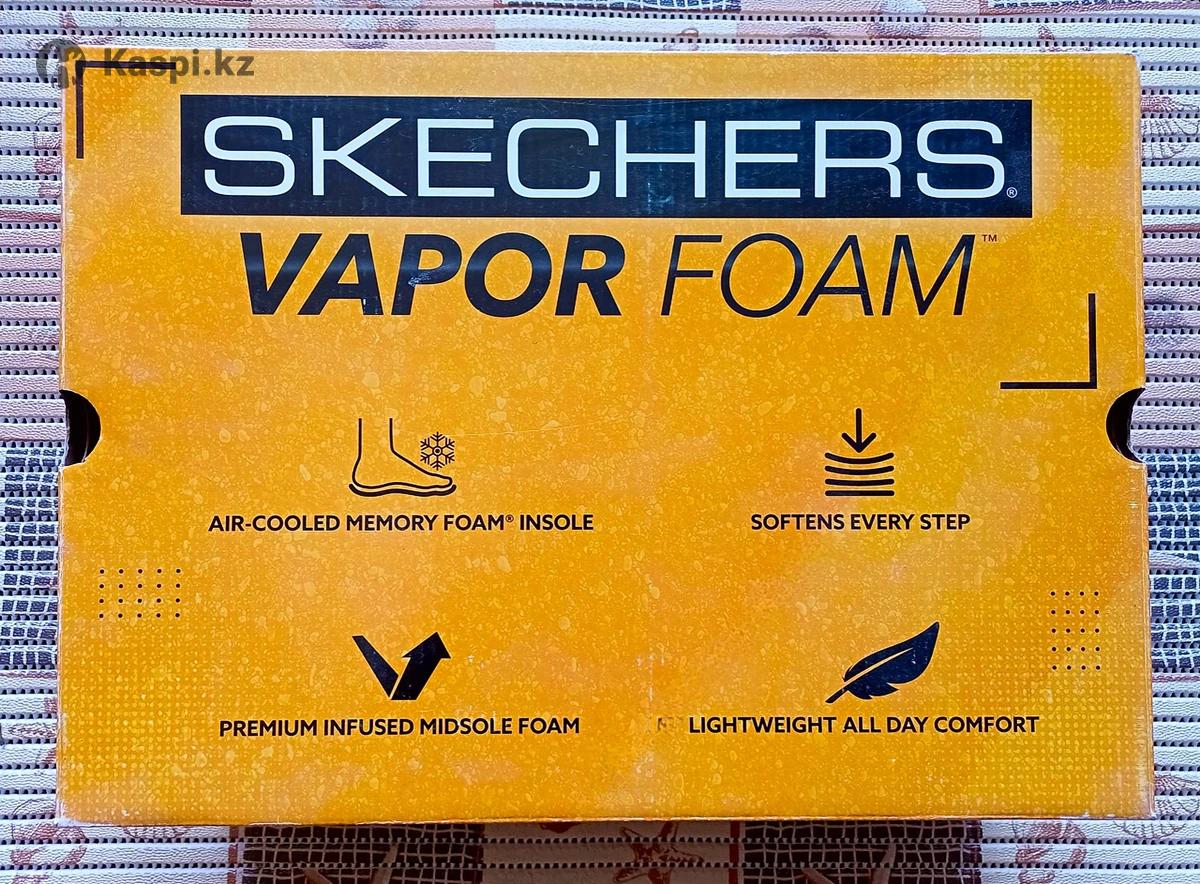 Kaspi.kz
SKECHERS®
VAPOR FOAM™
AIR-COOLED MEMORY FOAM® INSOLE
SOFTENS EVERY STEP
PREMIUM INFUSED MIDSOLE FOAM
LIGHTWEIGHT ALL DAY COMFORT